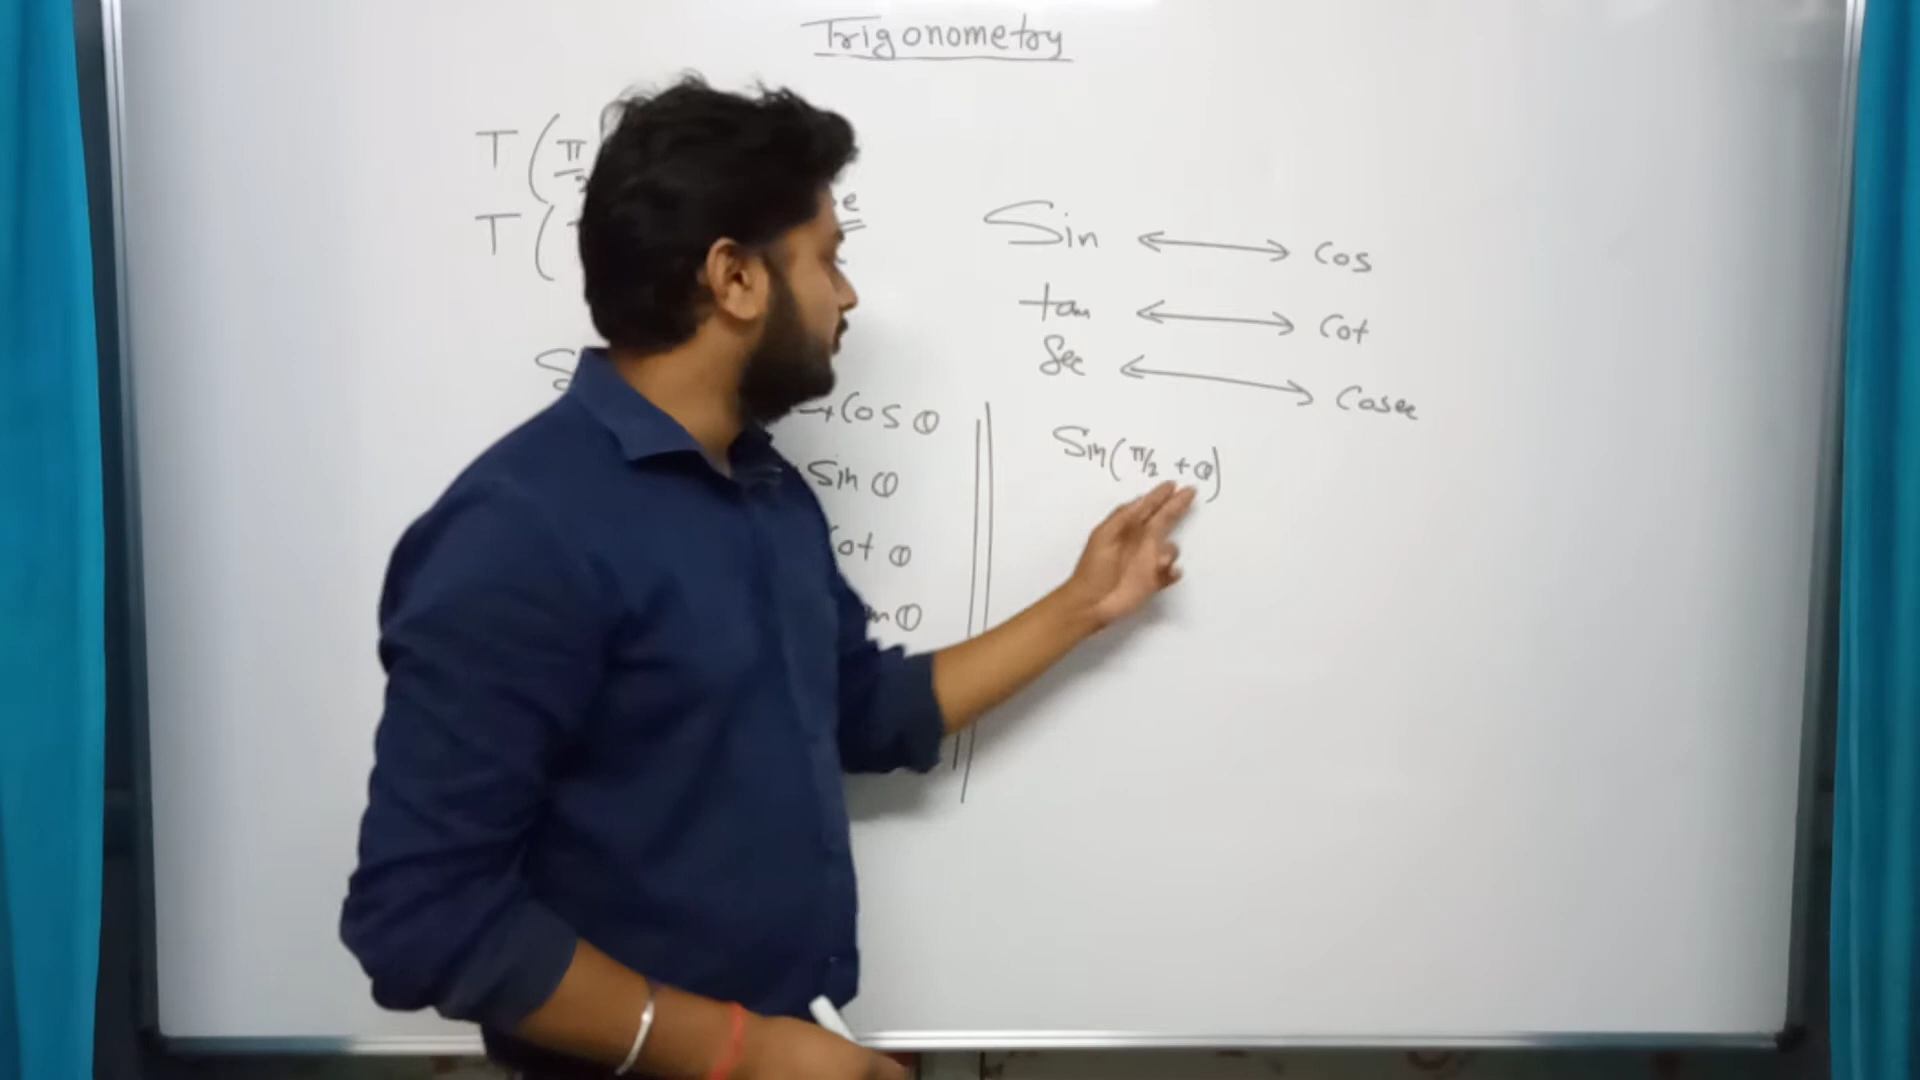 Trigonometry
T ( π
T (
Sin ⟷ Cos
tan ⟷ Cot
Sec ⟷ Cosec
→ Cos θ
Sin θ
Cot θ
θ
Sin(π/2 + θ)